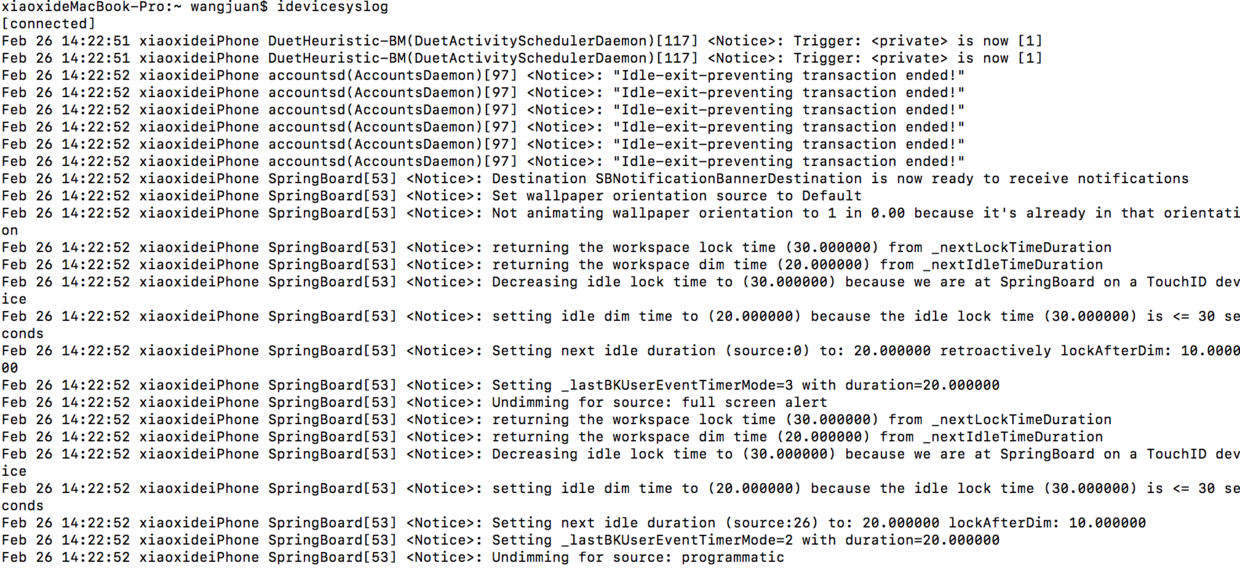 xiaoxideMacBook-Pro:~ wangjuan$ idevicesyslog
[connected]
Feb 26 14:22:51 xiaoxideiPhone DuetHeuristic-BM(DuetActivitySchedulerDaemon)[117] <Notice>: Trigger: <private> is now [1]
Feb 26 14:22:51 xiaoxideiPhone DuetHeuristic-BM(DuetActivitySchedulerDaemon)[117] <Notice>: Trigger: <private> is now [1]
Feb 26 14:22:52 xiaoxideiPhone accountsd(AccountsDaemon)[97] <Notice>: "Idle-exit-preventing transaction ended!"
Feb 26 14:22:52 xiaoxideiPhone accountsd(AccountsDaemon)[97] <Notice>: "Idle-exit-preventing transaction ended!"
Feb 26 14:22:52 xiaoxideiPhone accountsd(AccountsDaemon)[97] <Notice>: "Idle-exit-preventing transaction ended!"
Feb 26 14:22:52 xiaoxideiPhone accountsd(AccountsDaemon)[97] <Notice>: "Idle-exit-preventing transaction ended!"
Feb 26 14:22:52 xiaoxideiPhone accountsd(AccountsDaemon)[97] <Notice>: "Idle-exit-preventing transaction ended!"
Feb 26 14:22:52 xiaoxideiPhone accountsd(AccountsDaemon)[97] <Notice>: "Idle-exit-preventing transaction ended!"
Feb 26 14:22:52 xiaoxideiPhone SpringBoard[53] <Notice>: Destination SBNotificationBannerDestination is now ready to receive notifications
Feb 26 14:22:52 xiaoxideiPhone SpringBoard[53] <Notice>: Set wallpaper orientation source to Default
Feb 26 14:22:52 xiaoxideiPhone SpringBoard[53] <Notice>: Not animating wallpaper orientation to 1 in 0.00 because it's already in that orientati
on
Feb 26 14:22:52 xiaoxideiPhone SpringBoard[53] <Notice>: returning the workspace lock time (30.000000) from _nextLockTimeDuration
Feb 26 14:22:52 xiaoxideiPhone SpringBoard[53] <Notice>: returning the workspace dim time (20.000000) from _nextIdleTimeDuration
Feb 26 14:22:52 xiaoxideiPhone SpringBoard[53] <Notice>: Decreasing idle lock time to (30.000000) because we are at SpringBoard on a TouchID dev
ice
Feb 26 14:22:52 xiaoxideiPhone SpringBoard[53] <Notice>: setting idle dim time to (20.000000) because the idle lock time (30.000000) is <= 30 se
conds
Feb 26 14:22:52 xiaoxideiPhone SpringBoard[53] <Notice>: Setting next idle duration (source:0) to: 20.000000 retroactively lockAfterDim: 10.0000
00
Feb 26 14:22:52 xiaoxideiPhone SpringBoard[53] <Notice>: Setting _lastBKUserEventTimerMode=3 with duration=20.000000
Feb 26 14:22:52 xiaoxideiPhone SpringBoard[53] <Notice>: Undimming for source: full screen alert
Feb 26 14:22:52 xiaoxideiPhone SpringBoard[53] <Notice>: returning the workspace lock time (30.000000) from _nextLockTimeDuration
Feb 26 14:22:52 xiaoxideiPhone SpringBoard[53] <Notice>: returning the workspace dim time (20.000000) from _nextIdleTimeDuration
Feb 26 14:22:52 xiaoxideiPhone SpringBoard[53] <Notice>: Decreasing idle lock time to (30.000000) because we are at SpringBoard on a TouchID dev
ice
Feb 26 14:22:52 xiaoxideiPhone SpringBoard[53] <Notice>: setting idle dim time to (20.000000) because the idle lock time (30.000000) is <= 30 se
conds
Feb 26 14:22:52 xiaoxideiPhone SpringBoard[53] <Notice>: Setting next idle duration (source:26) to: 20.000000 lockAfterDim: 10.000000
Feb 26 14:22:52 xiaoxideiPhone SpringBoard[53] <Notice>: Setting _lastBKUserEventTimerMode=2 with duration=20.000000
Feb 26 14:22:52 xiaoxideiPhone SpringBoard[53] <Notice>: Undimming for source: programmatic